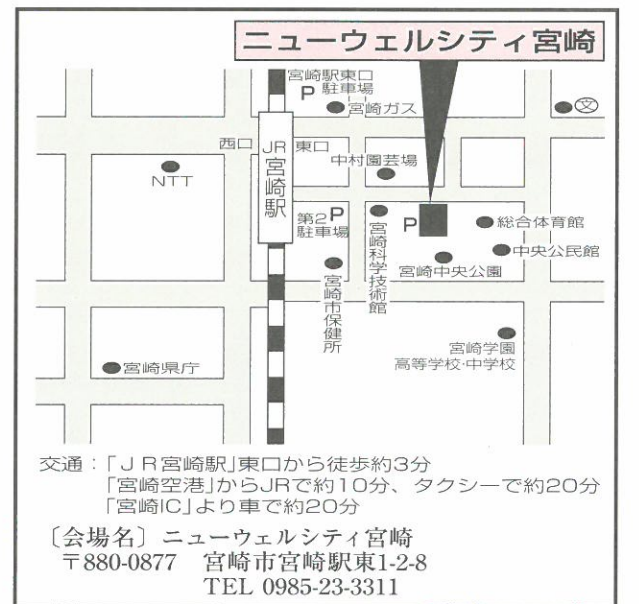 ニューウェルシティ宮崎
宮崎駅東口
駐車場
P
宮崎ガス
文
西口
JR
宮崎駅
東口
中村園芸場
NTT
第2
駐車場
P
宮崎科学技術館
P
総合体育館
中央公民館
宮崎中央公園
宮崎市保健所
宮崎学園
高等学校・中学校
宮崎県庁
交通：「JR宮崎駅」東口から徒歩約3分
「宮崎空港」からJRで約10分、タクシーで約20分
「宮崎IC」より車で約20分
〔会場名〕ニューウェルシティ宮崎
〒880-0877　宮崎市宮崎駅東1-2-8
TEL 0985-23-3311